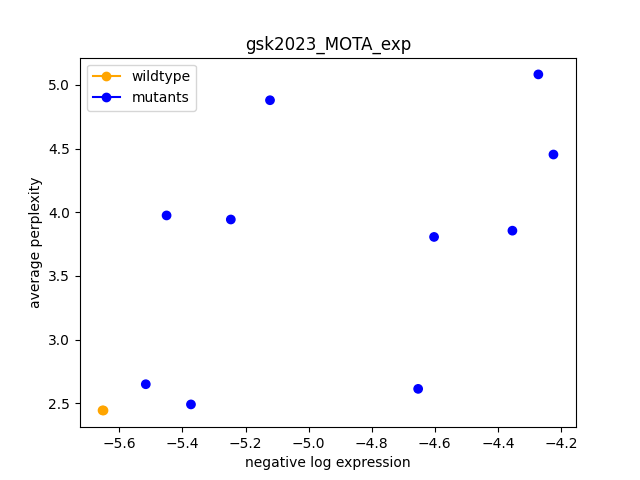 gsk2023_MOTA_exp
wildtype
mutants
average perplexity
5.0
4.5
4.0
3.5
3.0
2.5
−5.6 −5.4 −5.2 −5.0 −4.8 −4.6 −4.4 −4.2
negative log expression